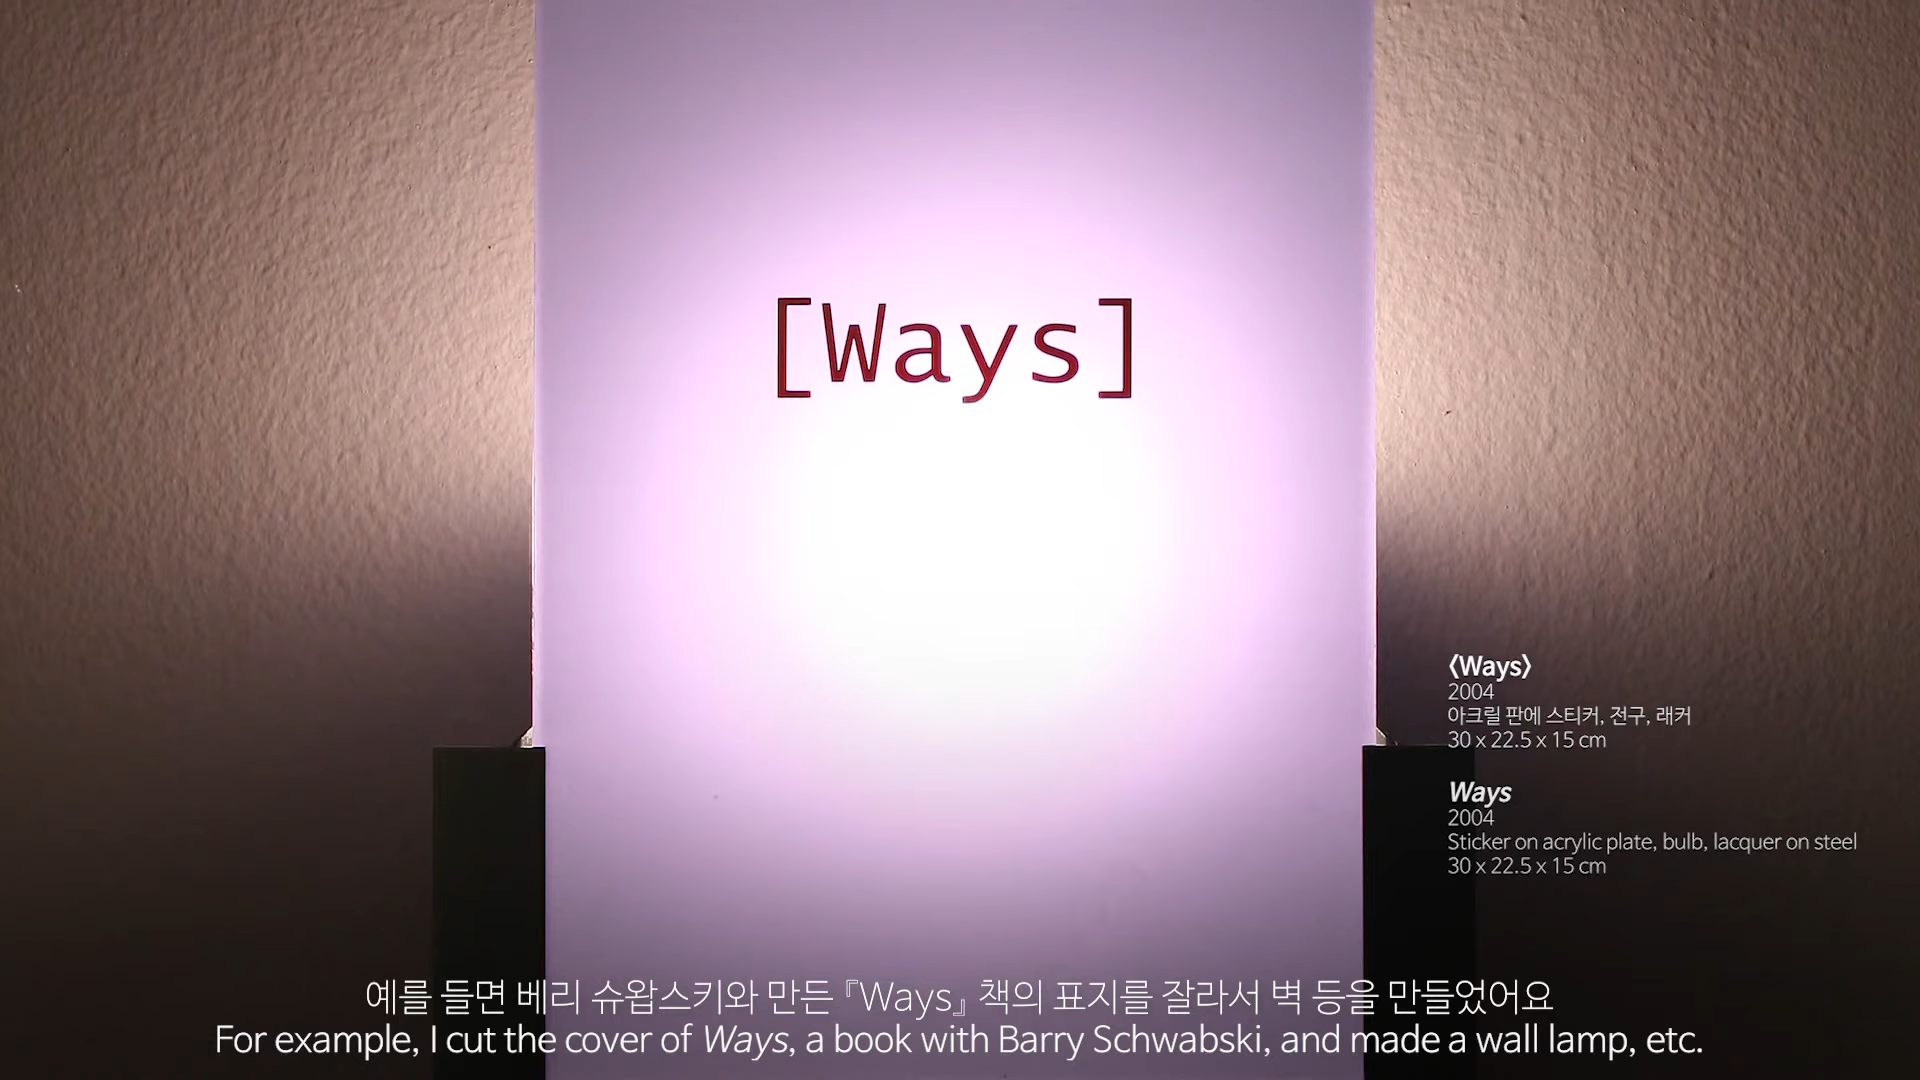 [Ways]
〈Ways〉
2004
아크릴 판에 스티커, 전구, 래커
30 x 22.5 x 15 cm
Ways
2004
Sticker on acrylic plate, bulb, lacquer on steel
30 x 22.5 x 15 cm
예를 들면 베리 슈왑스키와 만든 『Ways』 책의 표지를 잘라서 벽 등을 만들었어요
For example, I cut the cover of Ways, a book with Barry Schwabski, and made a wall lamp, etc.